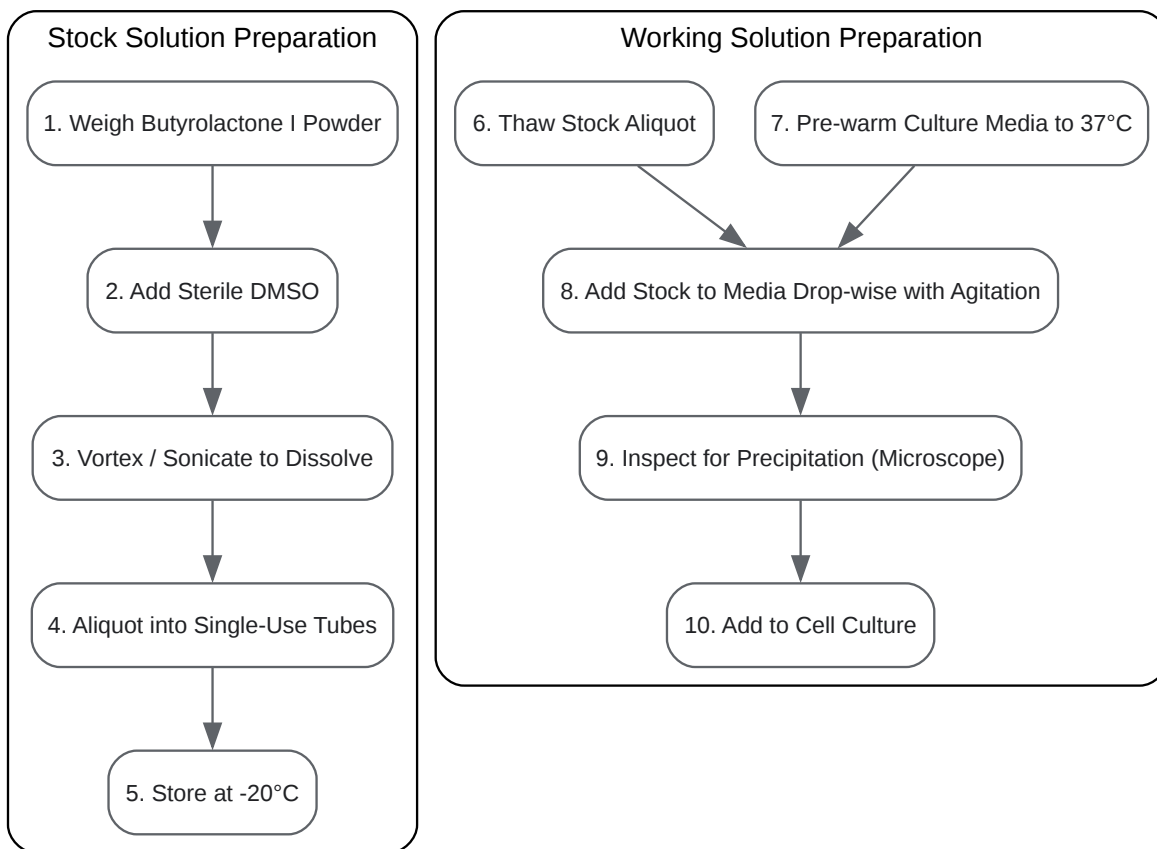 Stock Solution Preparation
1. Weigh Butyrolactone I Powder
2. Add Sterile DMSO
3. Vortex / Sonicate to Dissolve
4. Aliquot into Single-Use Tubes
5. Store at -20°C
Working Solution Preparation
6. Thaw Stock Aliquot
7. Pre-warm Culture Media to 37°C
8. Add Stock to Media Drop-wise with Agitation
9. Inspect for Precipitation (Microscope)
10. Add to Cell Culture